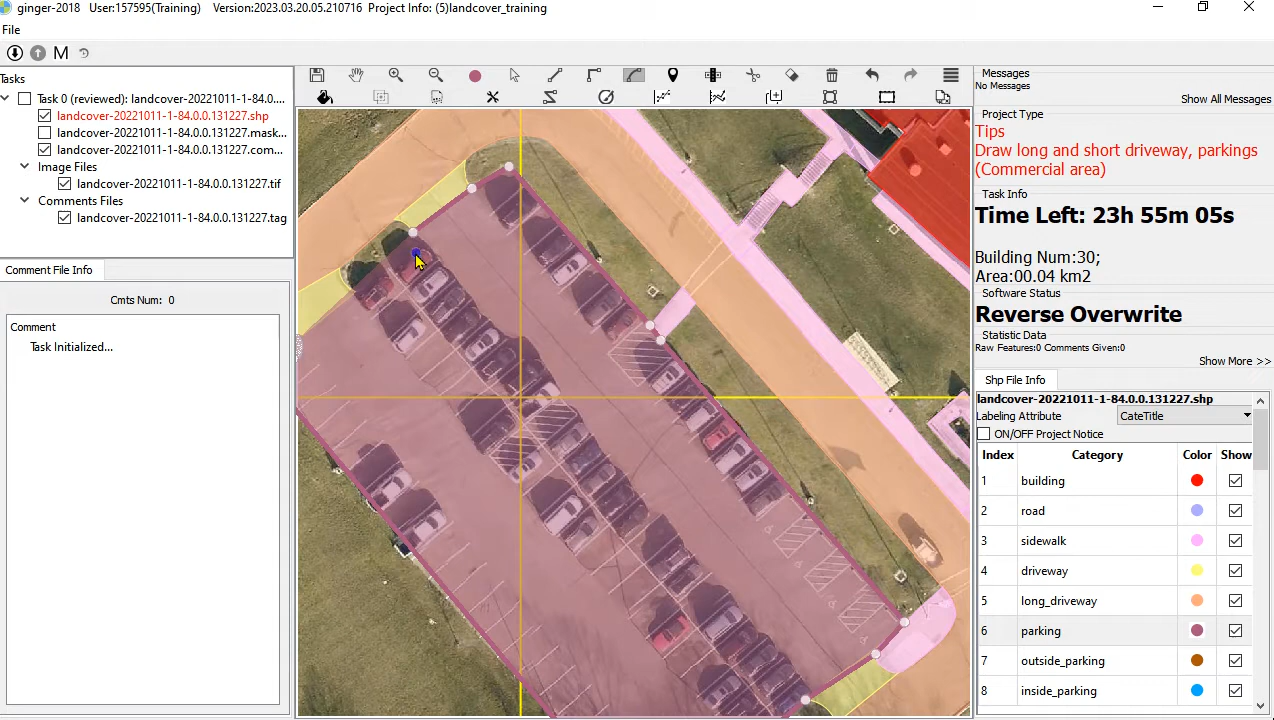 ginger-2018 User:157595(Training) Version:2023.03.20.05.210716 Project Info: (5)landcover_training
File
M
Tasks
Task 0 (reviewed): landcover-20221011-1-84.0....
landcover-20221011-1-84.0.0.131227.shp
landcover-20221011-1-84.0.0.131227.mask...
landcover-20221011-1-84.0.0.131227.com...
Image Files
landcover-20221011-1-84.0.0.131227.tif
Comments Files
landcover-20221011-1-84.0.0.131227.tag
Comment File Info
Cmts Num: 0
Comment
Task Initialized...
Messages
No Messages
Show All Messages
Project Type
Tips
Draw long and short driveway, parkings
(Commercial area)
Task Info
Time Left: 23h 55m 05s
Building Num:30;
Area:00.04 km2
Software Status
Reverse Overwrite
Statistic Data
Raw Features:0 Comments Given:0
Show More >>
Shp File Info
landcover-20221011-1-84.0.0.131227.shp
Labeling Attribute CateTitle
ON/OFF Project Notice
Index Category Color Show
1 building
2 road
3 sidewalk
4 driveway
5 long_driveway
6 parking
7 outside_parking
8 inside_parking